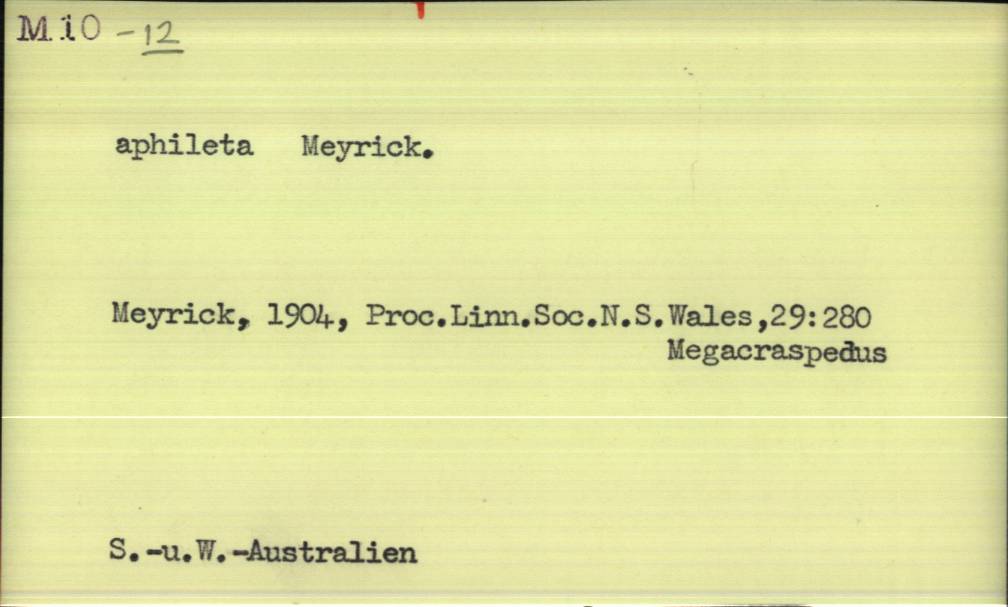 M 10 - 12
aphileta Meyrick.
Meyrick, 1904, Proc.Linn.Soc.N.S.Wales,29:280
Megacraspedus
S.-u.W.-Australien